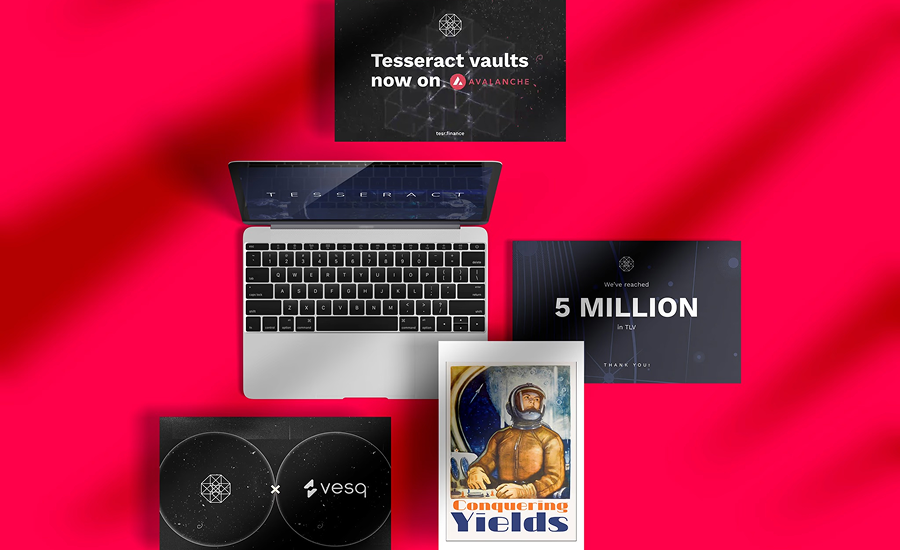 Tesseract vaults
now on AVALANCHE
tesr.finance
TESSERACT
We've reached
5 MILLION
in TLV
THANK YOU!
× vesq
Conquering
Yields